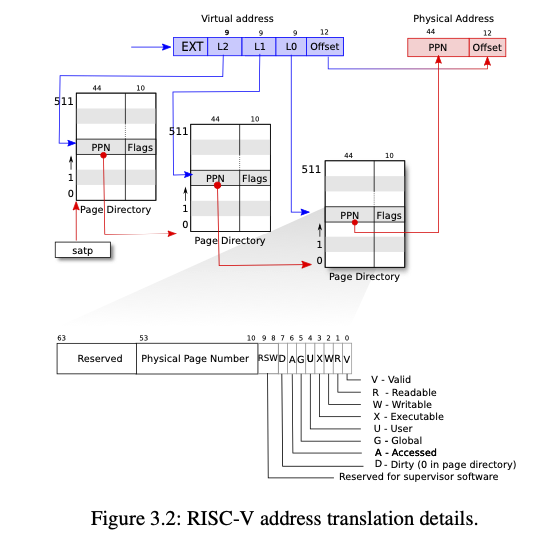 Virtual address
Physical Address
9 9 9 12
44 12
EXT L2 L1 L0 Offset
PPN Offset
44 10
511
PPN Flags
1
0
Page Directory
satp
44 10
511
PPN Flags
1
0
Page Directory
44 10
511
PPN Flags
1
0
Page Directory
63 53 10 9 8 7 6 5 4 3 2 1 0
Reserved Physical Page Number RSW D A G U X W R V
V - Valid
R - Readable
W - Writable
X - Executable
U - User
G - Global
A - Accessed
D - Dirty (0 in page directory)
Reserved for supervisor software
Figure 3.2: RISC-V address translation details.